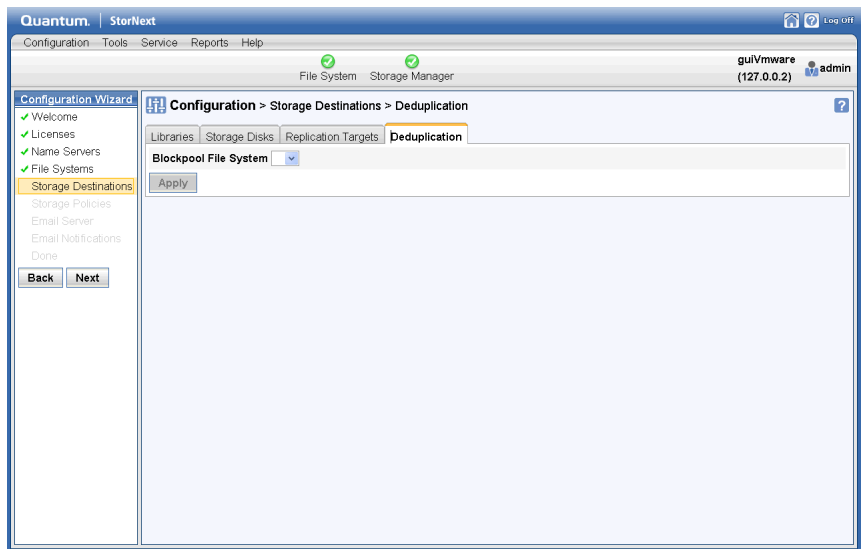 Quantum. StorNext
Log Off
Configuration Tools Service Reports Help
File System Storage Manager
guiVmware
(127.0.0.2)
admin
Configuration Wizard
Welcome
Licenses
Name Servers
File Systems
Storage Destinations
Storage Policies
Email Server
Email Notifications
Done
Back Next
Configuration > Storage Destinations > Deduplication
?
Libraries Storage Disks Replication Targets Deduplication
Blockpool File System
Apply